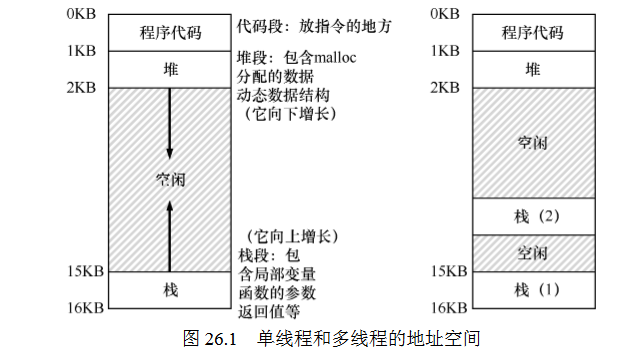 0KB
程序代码
代码段：放指令的地方
1KB
堆
堆段：包含malloc
分配的数据
动态数据结构
（它向下增长）
2KB
空闲
（它向上增长）
栈段：包
含局部变量
函数的参数
返回值等
15KB
栈
16KB
0KB
程序代码
1KB
堆
2KB
空闲
栈（2）
空闲
15KB
栈（1）
16KB
图 26.1 单线程和多线程的地址空间